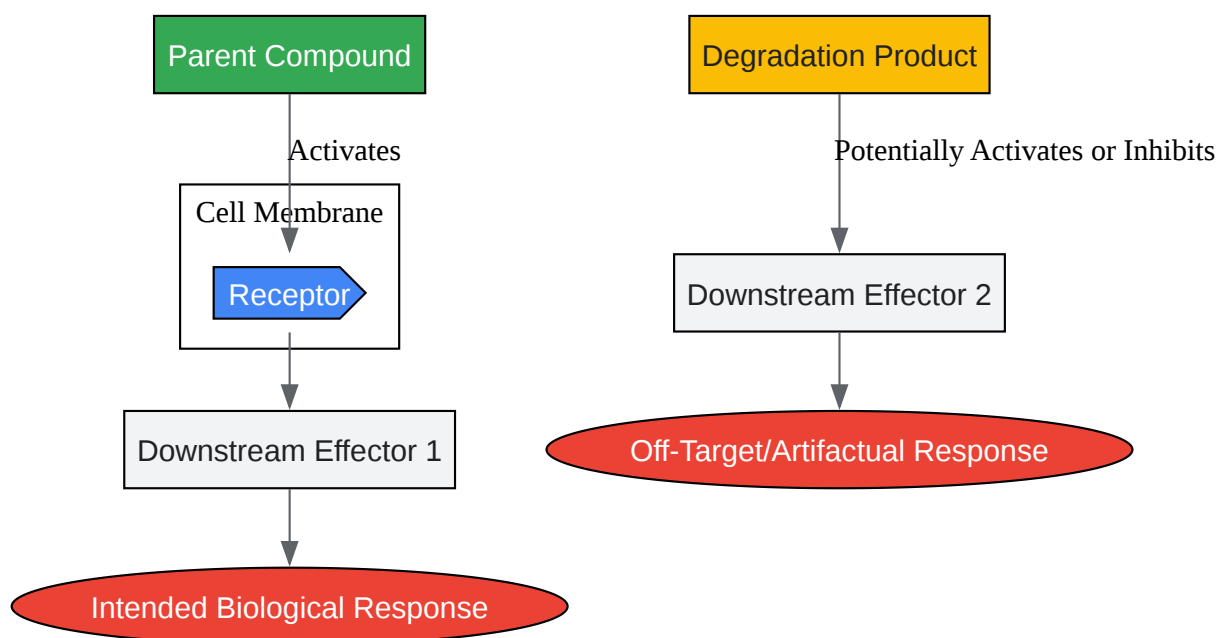 Parent Compound
Activates
Cell Membrane
Receptor
Downstream Effector 1
Intended Biological Response
Degradation Product
Potentially Activates or Inhibits
Downstream Effector 2
Off-Target/Artifactual Response